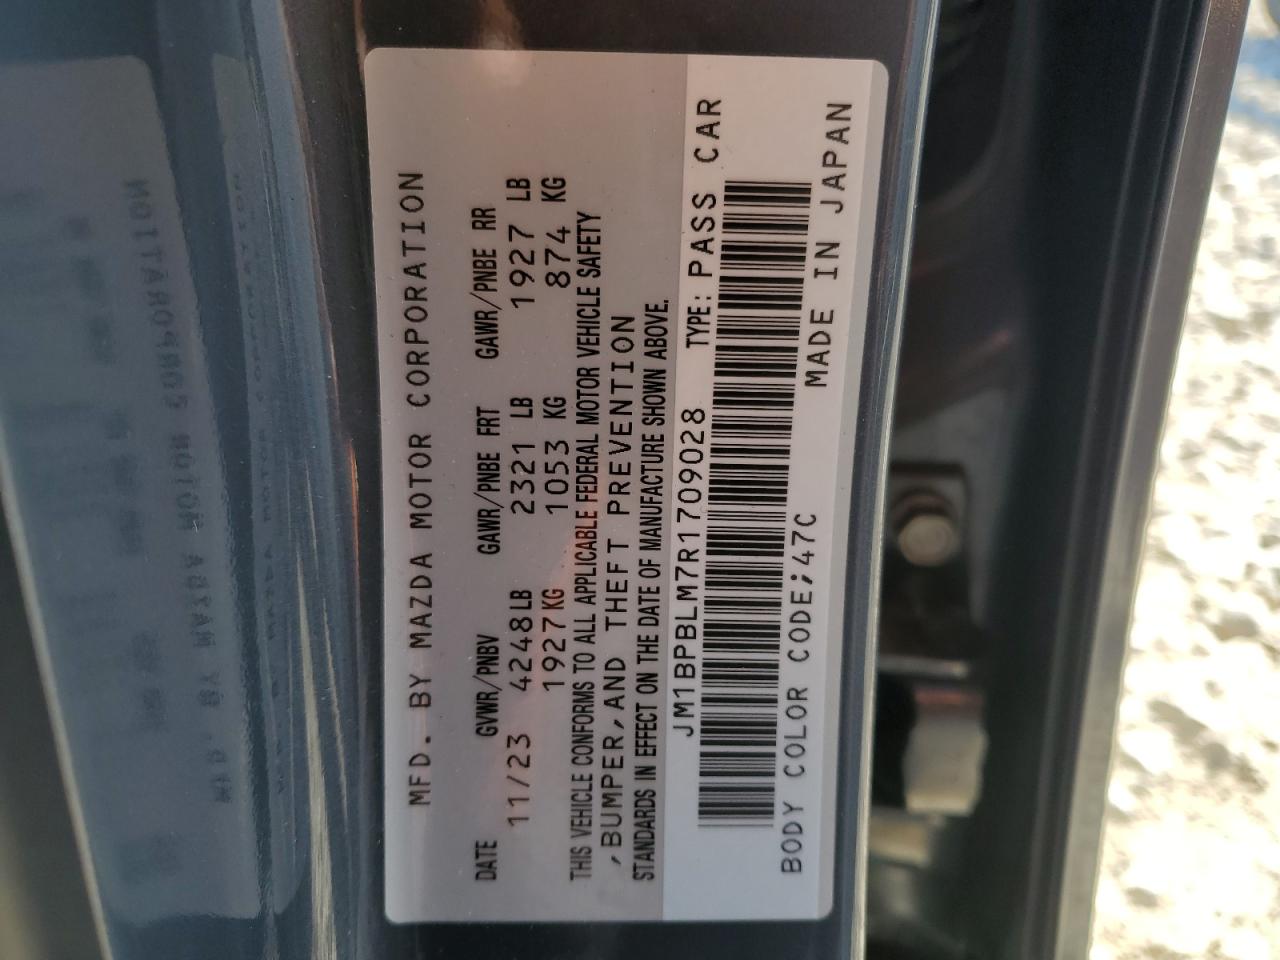 MFD. BY MAZDA MOTOR CORPORATION
DATE GVWR/PNBV GAWR/PNBE FRT GAWR/PNBE RR
11/23 4248LB 2321 LB 1927 LB
1927KG 1053 KG 874 KG
THIS VEHICLE CONFORMS TO ALL APPLICABLE FEDERAL MOTOR VEHICLE SAFETY
,BUMPER,AND THEFT PREVENTION
STANDARDS IN EFFECT ON THE DATE OF MANUFACTURE SHOWN ABOVE.
JM1BPBLM7R1709028 TYPE: PASS CAR
BODY COLOR CODE;47C MADE IN JAPAN